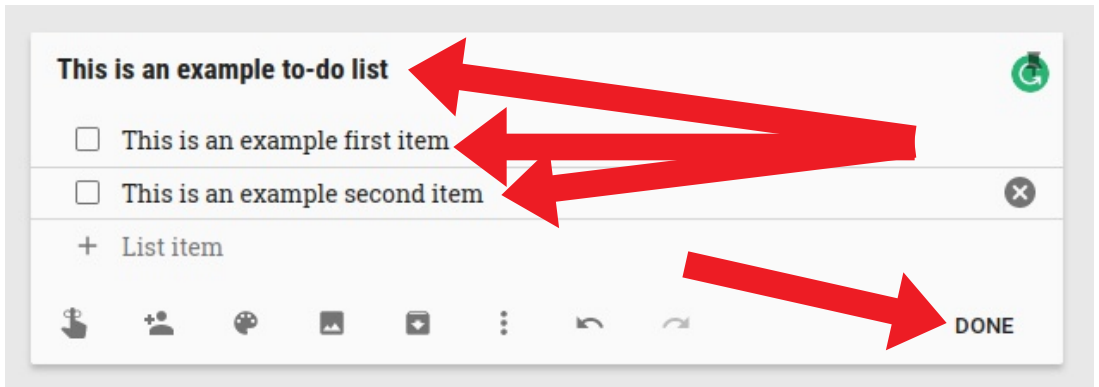 This is an example to-do list
This is an example first item
This is an example second item
List item
DONE